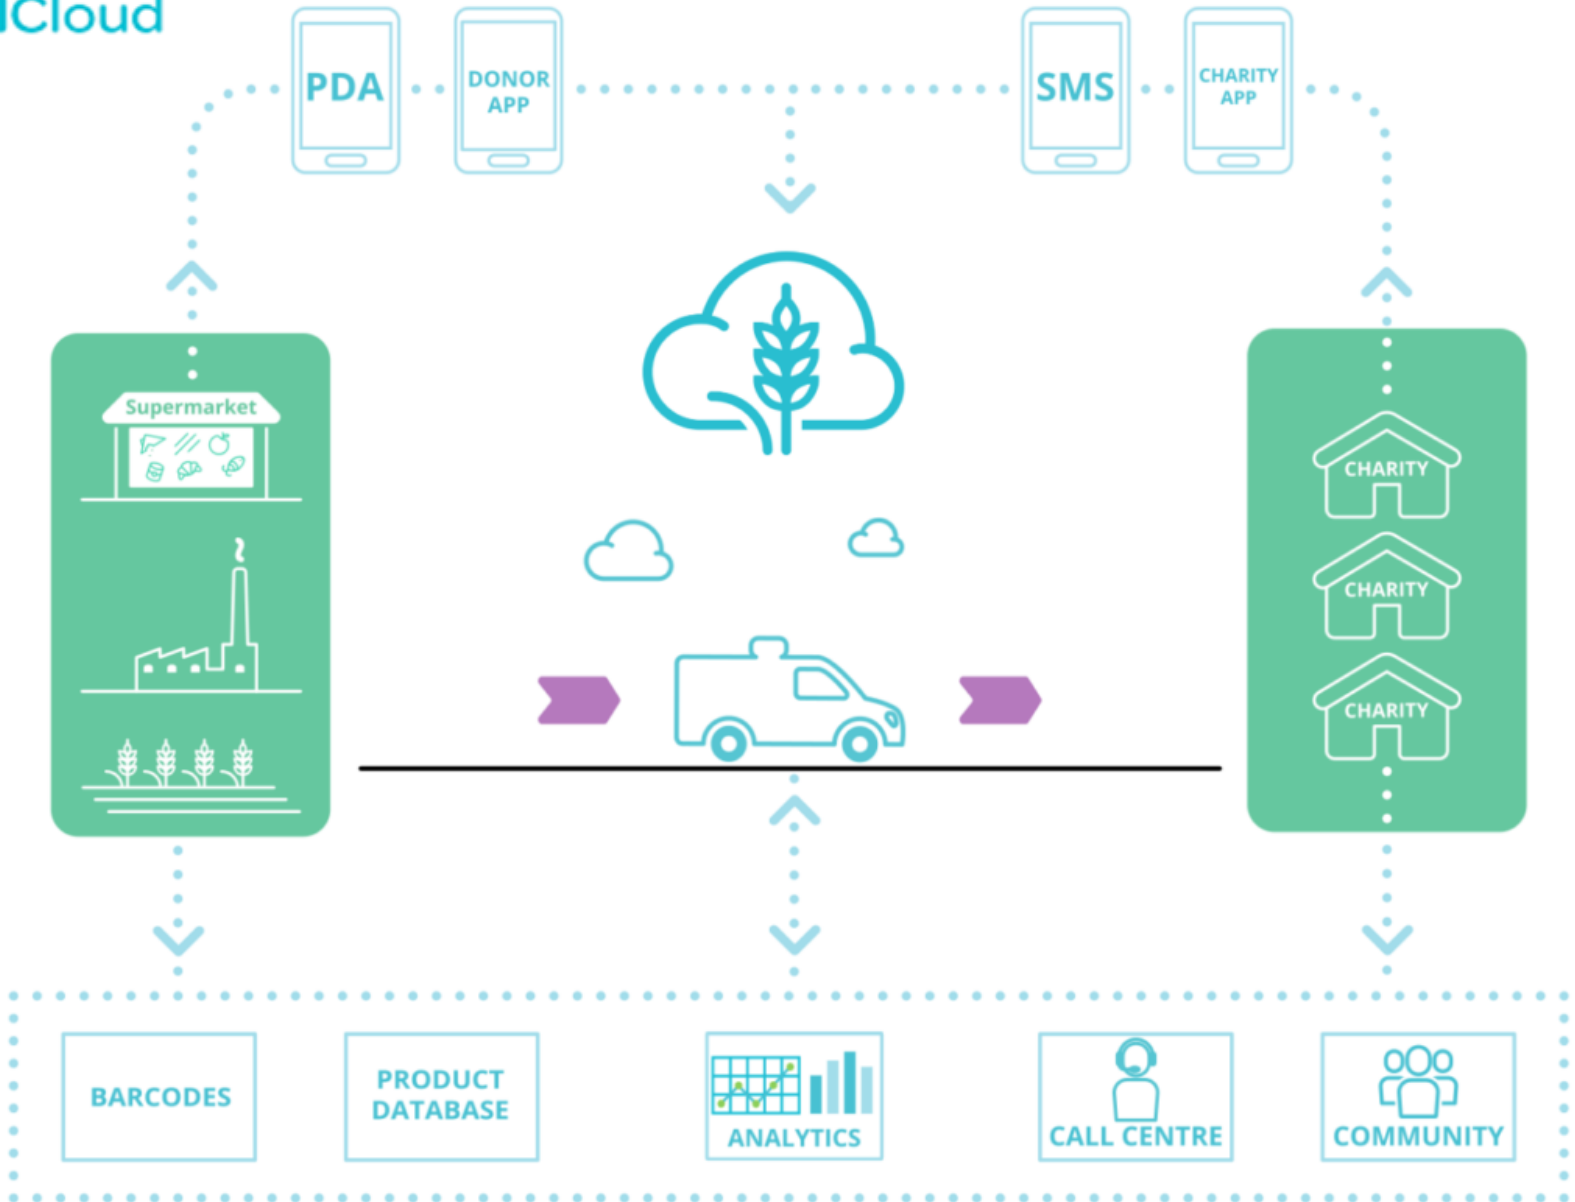 Cloud
PDA
DONOR
APP
SMS
CHARITY
APP
Supermarket
CHARITY
CHARITY
CHARITY
BARCODES
PRODUCT
DATABASE
ANALYTICS
CALL CENTRE
COMMUNITY